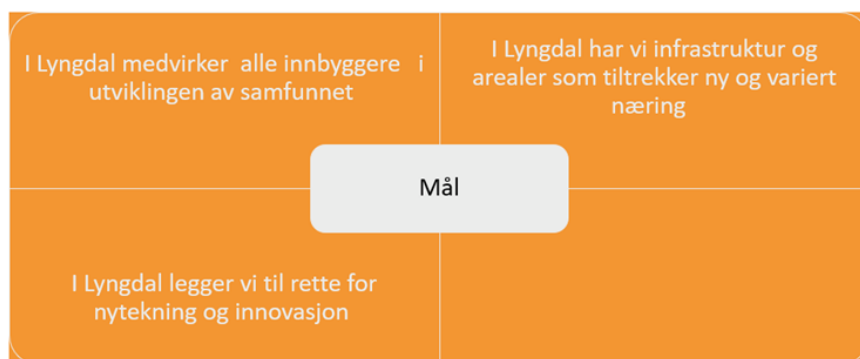 I Lyngdal medvirker alle innbyggere i
utviklingen av samfunnet
I Lyngdal har vi infrastruktur og
arealer som tiltrekker ny og variert
næring
Mål
I Lyngdal legger vi til rette for
nytekning og innovasjon